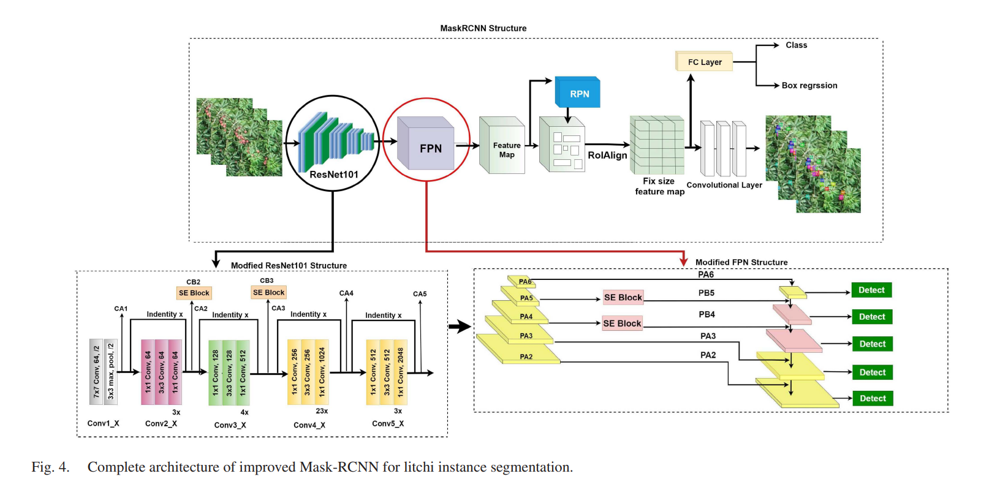 MaskRCNN Structure
Class
FC Layer
Box regrssion
RPN
ResNet101
FPN
Feature
Map
RoIAlign
Fix size
feature map
Convolutional Layer
Modfied ResNet101 Structure
CB2
SE Block
CB3
SE Block
CA1
CA2
CA3
CA4
CA5
Indentity x
Identity x
Identity x
Identity x
7x7 Conv, 64, /2
3x3 max, pool, /2
1x1 Conv, 64
3x3 Conv, 64
1x1 Conv, 64
1x1 Conv, 128
3x3 Conv, 128
1x1 Conv, 512
1x1 Conv, 256
3x3 Conv, 256
1x1 Conv, 1024
1x1 Conv, 512
3x3 Conv, 512
1x1 Conv, 2048
3x
4x
23x
3x
Conv1_X
Conv2_X
Conv3_X
Conv4_X
Conv5_X
Modified FPN Structure
PA6
PA6
PA5
SE Block
PB5
Detect
PA4
SE Block
PB4
Detect
PA3
PA3
Detect
PA2
PA2
Detect
Detect
Fig. 4. Complete architecture of improved Mask-RCNN for litchi instance segmentation.